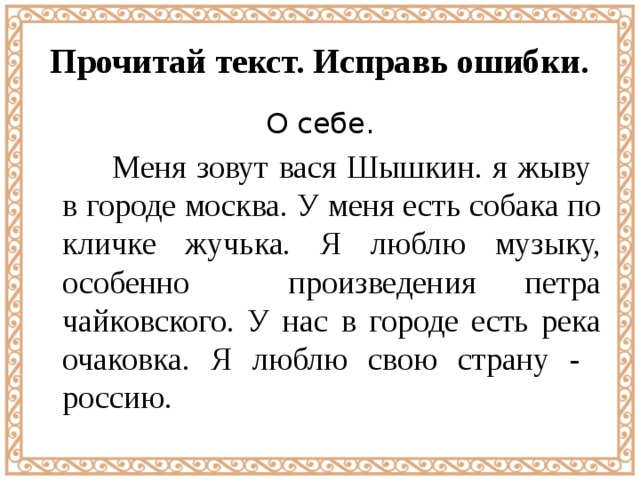 Прочитай текст. Исправь ошибки.
О себе.
Меня зовут вася Шышкин. я жыву
в городе москва. У меня есть собака по
кличке жучька. Я люблю музыку,
особенно произведения петра
чайковского. У нас в городе есть река
очаковка. Я люблю свою страну -
россию.